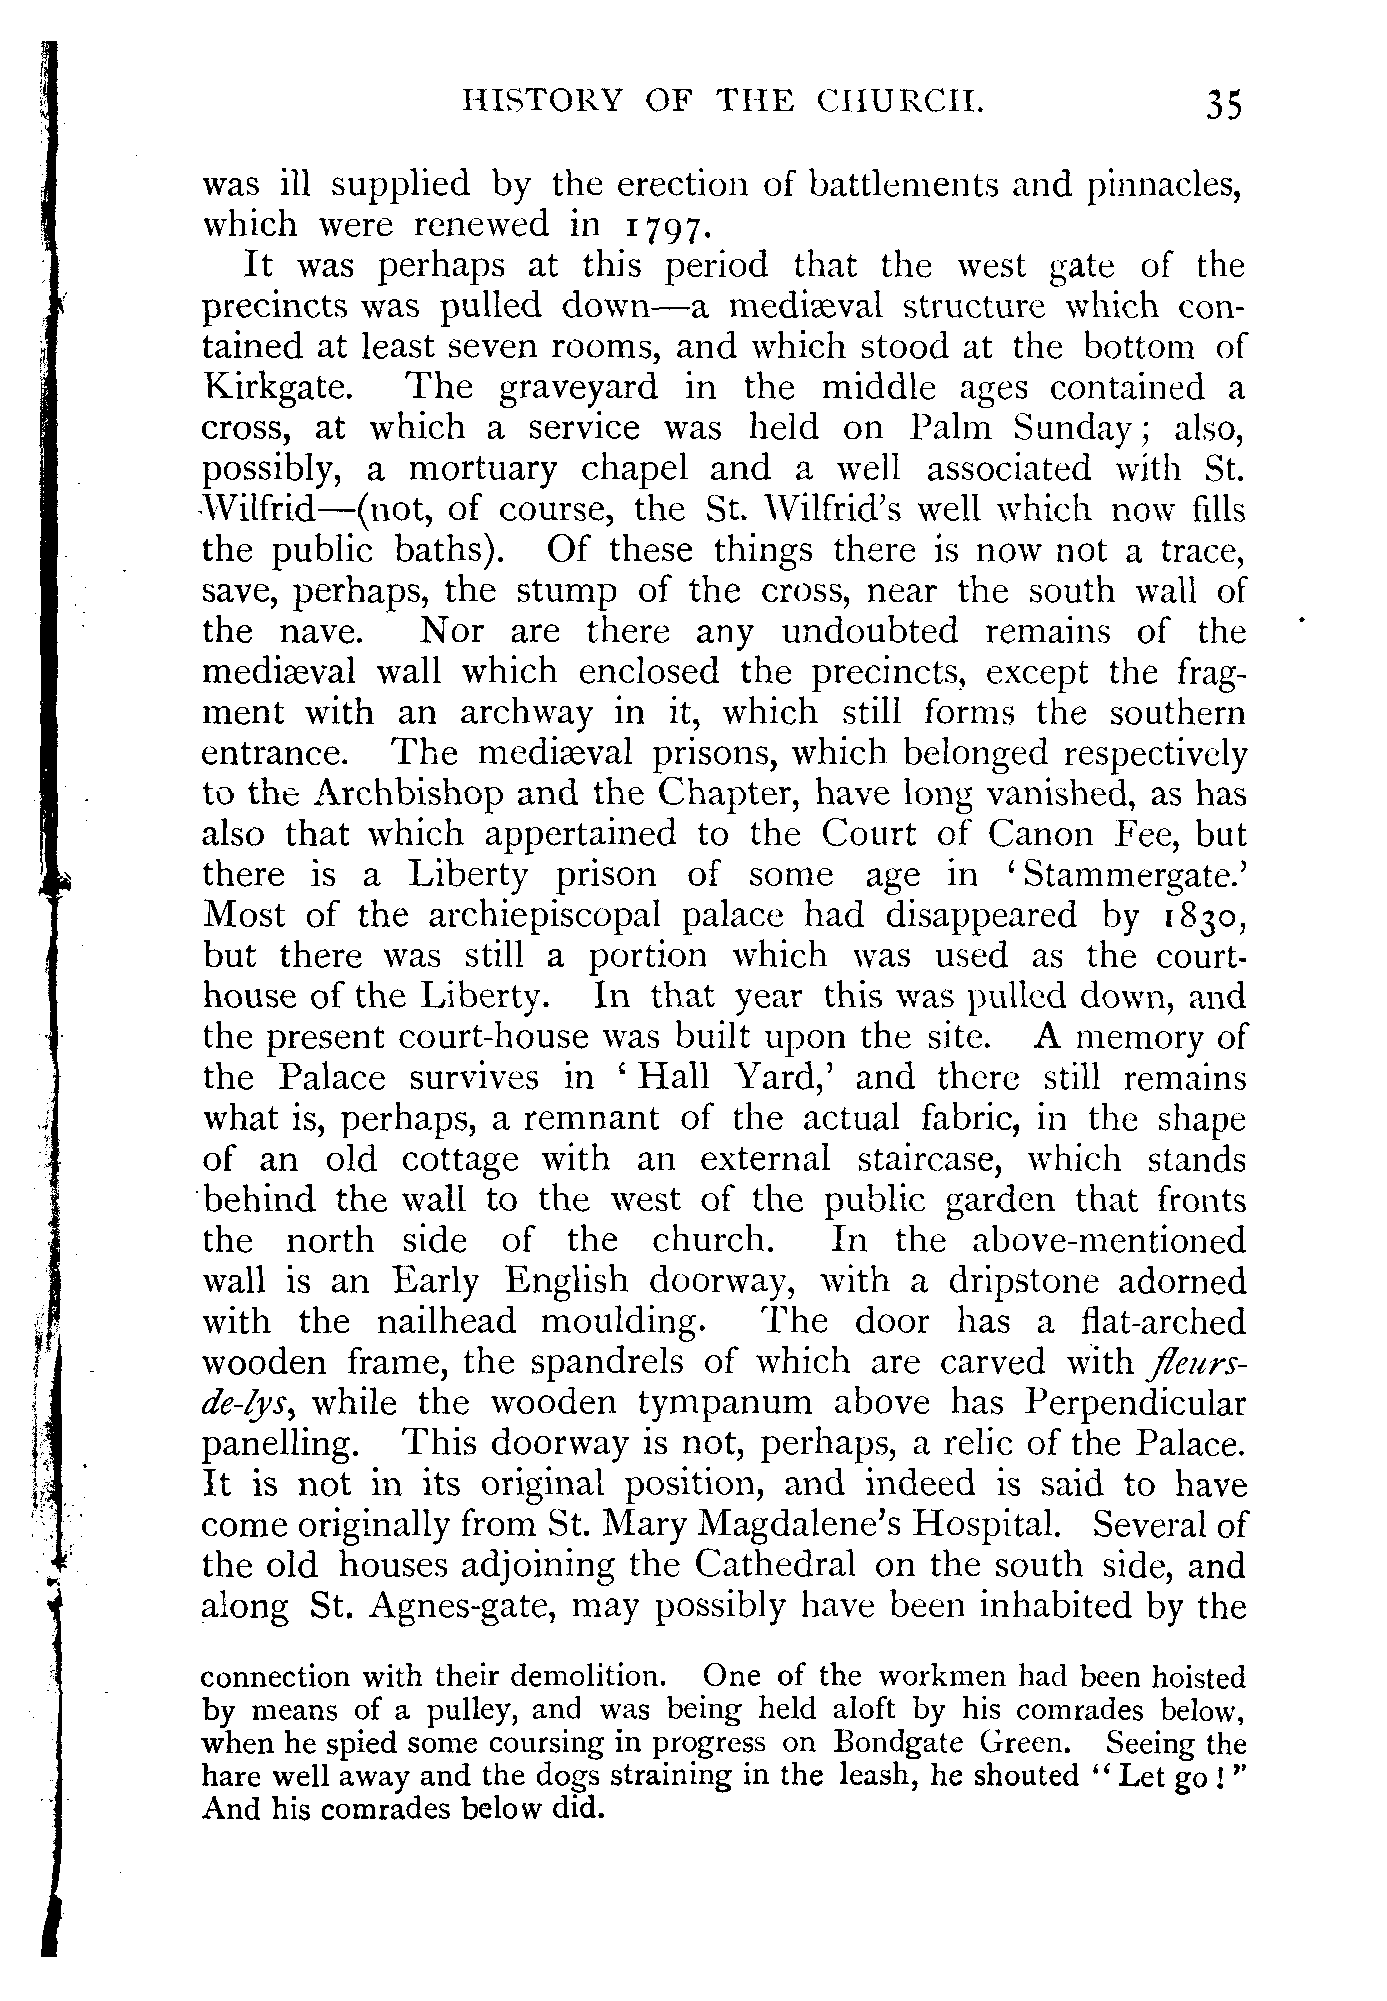 HISTORY OF THE CHURCH. 35
was ill supplied by the erection of battlements and pinnacles,
which were renewed in 1797.
It was perhaps at this period that the west gate of the
precincts was pulled down—a mediæval structure which con-
tained at least seven rooms, and which stood at the bottom of
Kirkgate. The graveyard in the middle ages contained a
cross, at which a service was held on Palm Sunday; also,
possibly, a mortuary chapel and a well associated with St.
Wilfrid—(not, of course, the St. Wilfrid's well which now fills
the public baths). Of these things there is now not a trace,
save, perhaps, the stump of the cross, near the south wall of
the nave. Nor are there any undoubted remains of the
mediæval wall which enclosed the precincts, except the frag-
ment with an archway in it, which still forms the southern
entrance. The mediæval prisons, which belonged respectively
to the Archbishop and the Chapter, have long vanished, as has
also that which appertained to the Court of Canon Fee, but
there is a Liberty prison of some age in 'Stammergate.'
Most of the archiepiscopal palace had disappeared by 1830,
but there was still a portion which was used as the court-
house of the Liberty. In that year this was pulled down, and
the present court-house was built upon the site. A memory of
the Palace survives in 'Hall Yard,' and there still remains
what is, perhaps, a remnant of the actual fabric, in the shape
of an old cottage with an external staircase, which stands
behind the wall to the west of the public garden that fronts
the north side of the church. In the above-mentioned
wall is an Early English doorway, with a dripstone adorned
with the nailhead moulding. The door has a flat-arched
wooden frame, the spandrels of which are carved with fleurs-
de-lys, while the wooden tympanum above has Perpendicular
panelling. This doorway is not, perhaps, a relic of the Palace.
It is not in its original position, and indeed is said to have
come originally from St. Mary Magdalene's Hospital. Several of
the old houses adjoining the Cathedral on the south side, and
along St. Agnes-gate, may possibly have been inhabited by the
connection with their demolition. One of the workmen had been hoisted
by means of a pulley, and was being held aloft by his comrades below,
when he spied some coursing in progress on Bondgate Green. Seeing the
hare well away and the dogs straining in the leash, he shouted "Let go!"
And his comrades below did.